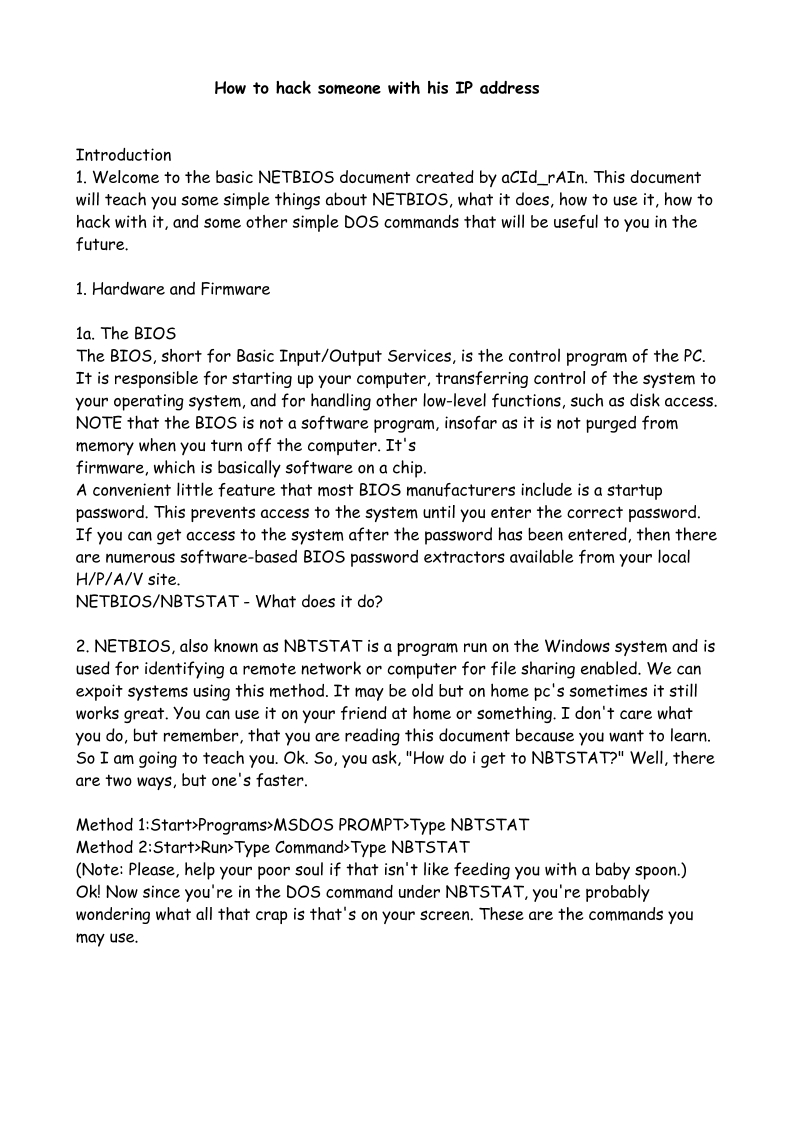 How to hack someone with his IP address
Introduction
1. Welcome to the basic NETBIOS document created by aCId_rAIn. This document
will teach you some simple things about NETBIOS, what it does, how to use it, how to
hack with it, and some other simple DOS commands that will be useful to you in the
future.
1. Hardware and Firmware
1a. The BIOS
The BIOS, short for Basic Input/Output Services, is the control program of the PC.
It is responsible for starting up your computer, transferring control of the system to
your operating system, and for handling other low-level functions, such as disk access.
NOTE that the BIOS is not a software program, insofar as it is not purged from
memory when you turn off the computer. It's
firmware, which is basically software on a chip.
A convenient little feature that most BIOS manufacturers include is a startup
password. This prevents access to the system until you enter the correct password.
If you can get access to the system after the password has been entered, then there
are numerous software-based BIOS password extractors available from your local
H/P/A/V site.
NETBIOS/NBTSTAT - What does it do?
2. NETBIOS, also known as NBTSTAT is a program run on the Windows system and is
used for identifying a remote network or computer for file sharing enabled. We can
expoit systems using this method. It may be old but on home pc's sometimes it still
works great. You can use it on your friend at home or something. I don't care what
you do, but remember, that you are reading this document because you want to learn.
So I am going to teach you. Ok. So, you ask, "How do i get to NBTSTAT?" Well, there
are two ways, but one's faster.
Method 1:Start>Programs>MSDOS PROMPT>Type NBTSTAT
Method 2:Start>Run>Type Command>Type NBTSTAT
(Note: Please, help your poor soul if that isn't like feeding you with a baby spoon.)
Ok! Now since you're in the DOS command under NBTSTAT, you're probably
wondering what all that crap is that's on your screen. These are the commands you
may use.